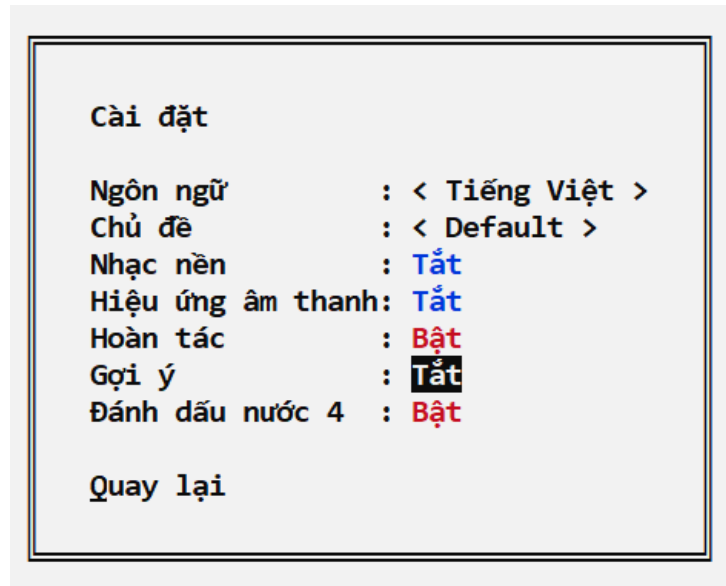 Cài đặt
Ngôn ngữ : < Tiếng Việt >
Chủ đề : < Default >
Nhạc nền : Tắt
Hiệu ứng âm thanh: Tắt
Hoàn tác : Bật
Gợi ý : Tắt
Đánh dấu nước 4 : Bật
Quay lại